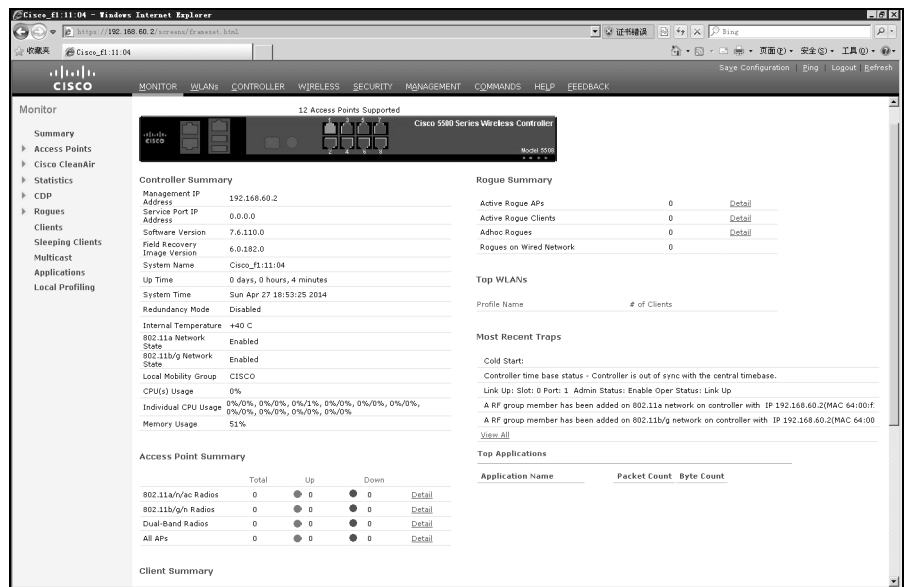 Cisco_f1:11:04 - Windows Internet Explorer
https://192.168.60.2/screens/frameset.html
证书错误
Bing
收藏夹
Cisco_f1:11:04
页面(P)
安全(S)
工具(O)
Save Configuration
Ping
Logout
Refresh
CISCO
MONITOR
WLANs
CONTROLLER
WIRELESS
SECURITY
MANAGEMENT
COMMANDS
HELP
FEEDBACK
Monitor
Summary
Access Points
Cisco CleanAir
Statistics
CDP
Rogues
Clients
Sleeping Clients
Multicast
Applications
Local Profiling
12 Access Points Supported
CISCO
1 3 5 7
2 4 6 8
Cisco 5500 Series Wireless Controller
Model 5508
Controller Summary
Management IP Address 192.168.60.2
Service Port IP Address 0.0.0.0
Software Version 7.6.110.0
Field Recovery Image Version 6.0.182.0
System Name Cisco_f1:11:04
Up Time 0 days, 0 hours, 4 minutes
System Time Sun Apr 27 18:53:25 2014
Redundancy Mode Disabled
Internal Temperature +40 C
802.11a Network State Enabled
802.11b/g Network State Enabled
Local Mobility Group CISCO
CPU(s) Usage 0%
Individual CPU Usage 0%/0%, 0%/0%, 0%/1%, 0%/0%, 0%/0%, 0%/0%, 0%/0%, 0%/0%, 0%/0%, 0%/0%
Memory Usage 51%
Access Point Summary
Total Up Down
802.11a/n/ac Radios 0 0 0 Detail
802.11b/g/n Radios 0 0 0 Detail
Dual-Band Radios 0 0 0 Detail
All APs 0 0 0 Detail
Client Summary
Rogue Summary
Active Rogue APs 0 Detail
Active Rogue Clients 0 Detail
Adhoc Rogues 0 Detail
Rogues on Wired Network 0
Top WLANs
Profile Name # of Clients
Most Recent Traps
Cold Start:
Controller time base status - Controller is out of sync with the central timebase.
Link Up: Slot: 0 Port: 1 Admin Status: Enable Oper Status: Link Up
A RF group member has been added on 802.11a network on controller with IP 192.168.60.2(MAC 64:00:f:
A RF group member has been added on 802.11b/g network on controller with IP 192.168.60.2(MAC 64:00
View All
Top Applications
Application Name Packet Count Byte Count